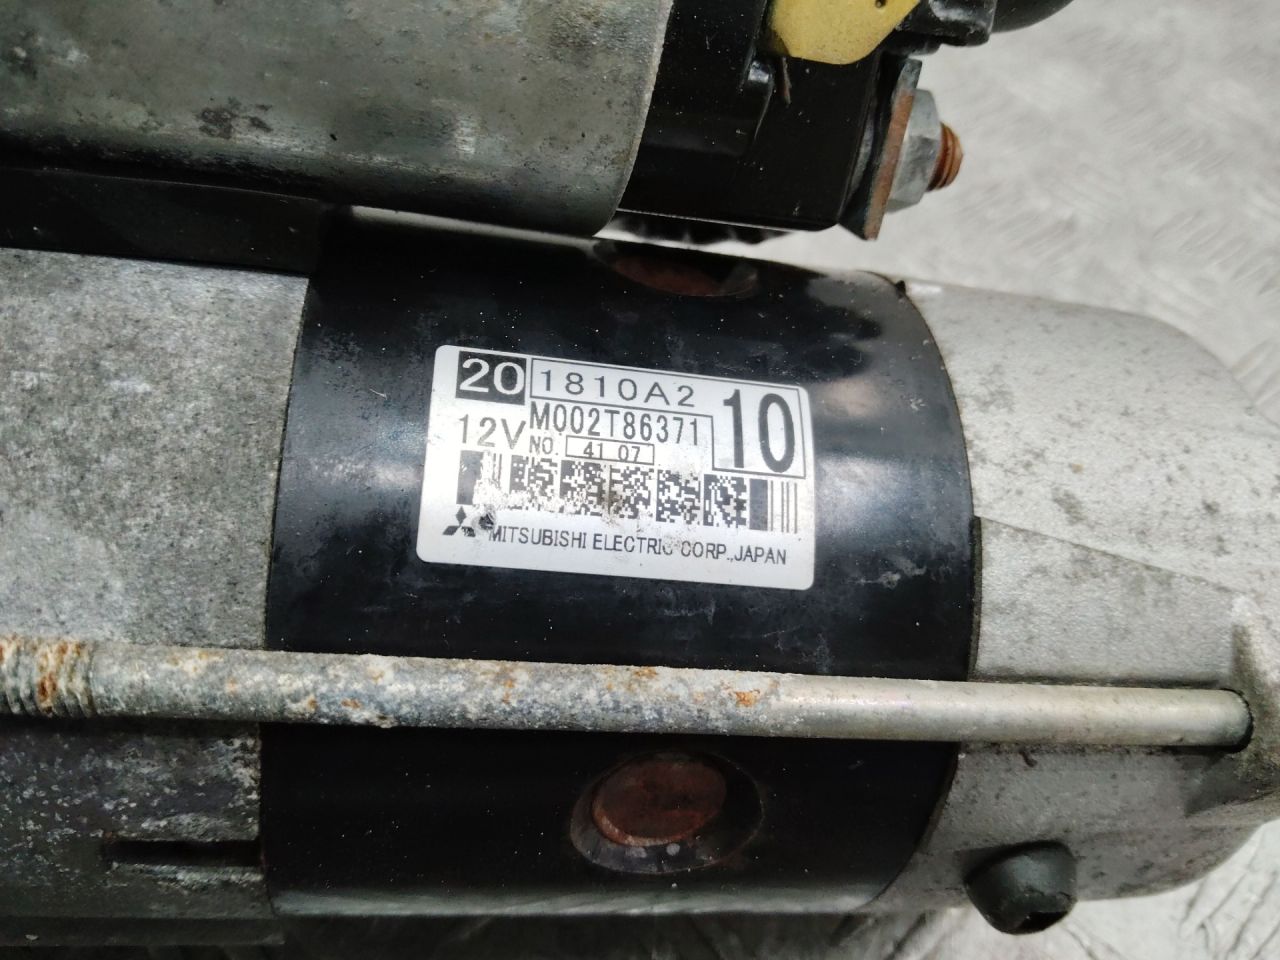 20 1810A2 10
12V M002T86371
NO. 41 07
MITSUBISHI ELECTRIC CORP., JAPAN